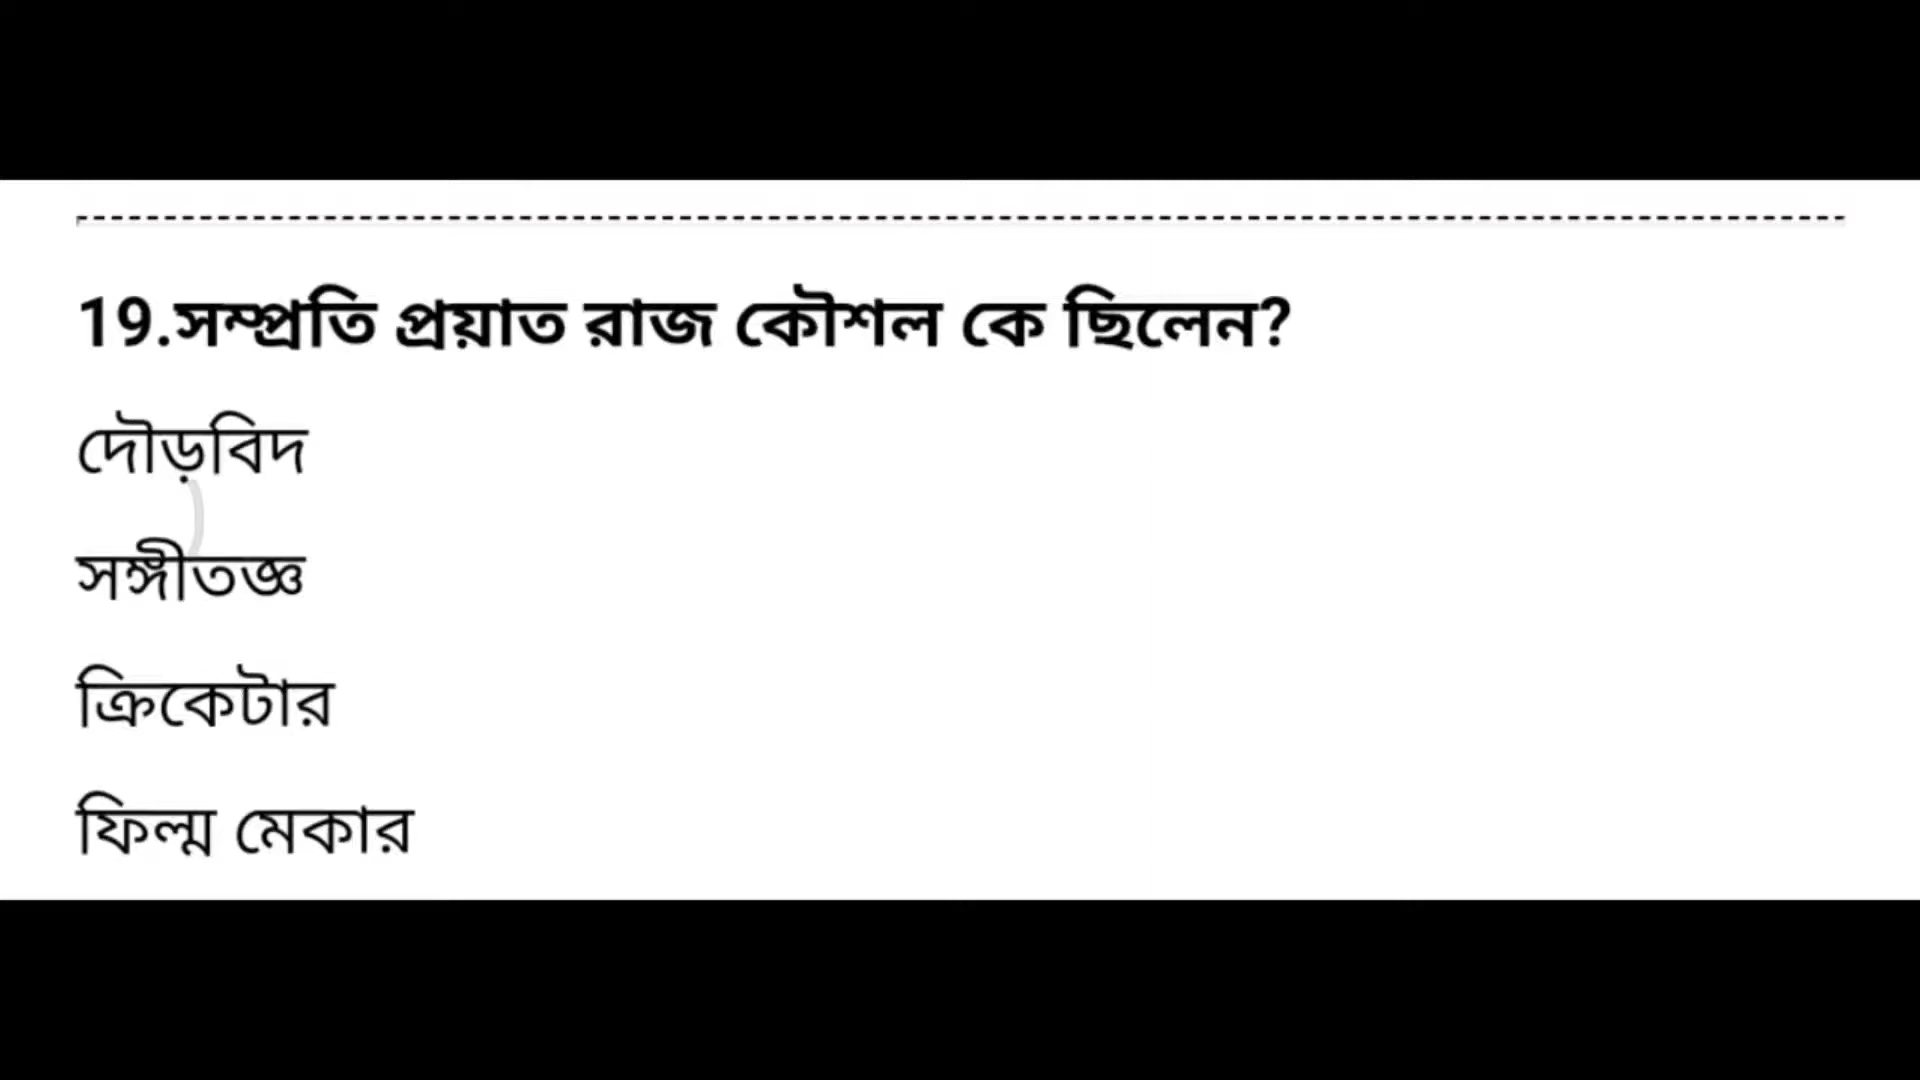 19.সম্প্রতি প্রয়াত রাজ কৌশল কে ছিলেন?
দৌড়বিদ
সঙ্গীতজ্ঞ
ক্রিকেটার
ফিল্ম মেকার